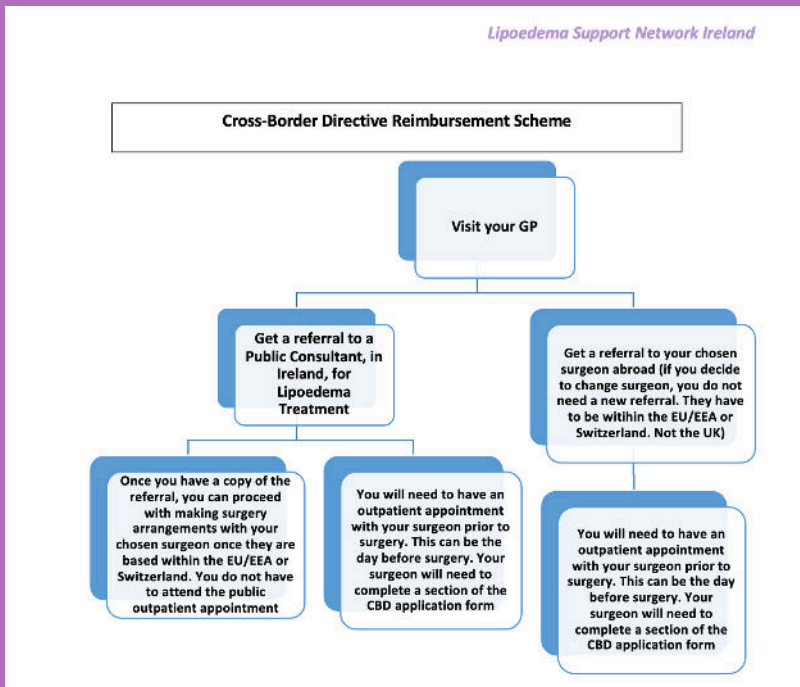 Lipoedema Support Network Ireland
Cross-Border Directive Reimbursement Scheme
Visit your GP
Get a referral to a
Public Consultant, in
Ireland, for
Lipoedema
Treatment
Get a referral to your chosen
surgeon abroad (if you decide
to change surgeon, you do not
need a new referral. They have
to be witihin the EU/EEA or
Switzerland. Not the UK)
Once you have a copy of the
referral, you can proceed
with making surgery
arrangements with your
chosen surgeon once they are
based within the EU/EEA or
Switzerland. You do not have
to attend the public
outpatient appointment
You will need to have an
outpatient appointment
with your surgeon prior to
surgery. This can be the
day before surgery. Your
surgeon will need to
complete a section of the
CBD application form
You will need to have an
outpatient appointment
with your surgeon prior to
surgery. This can be the day
before surgery. Your
surgeon will need to
complete a section of the
CBD application form